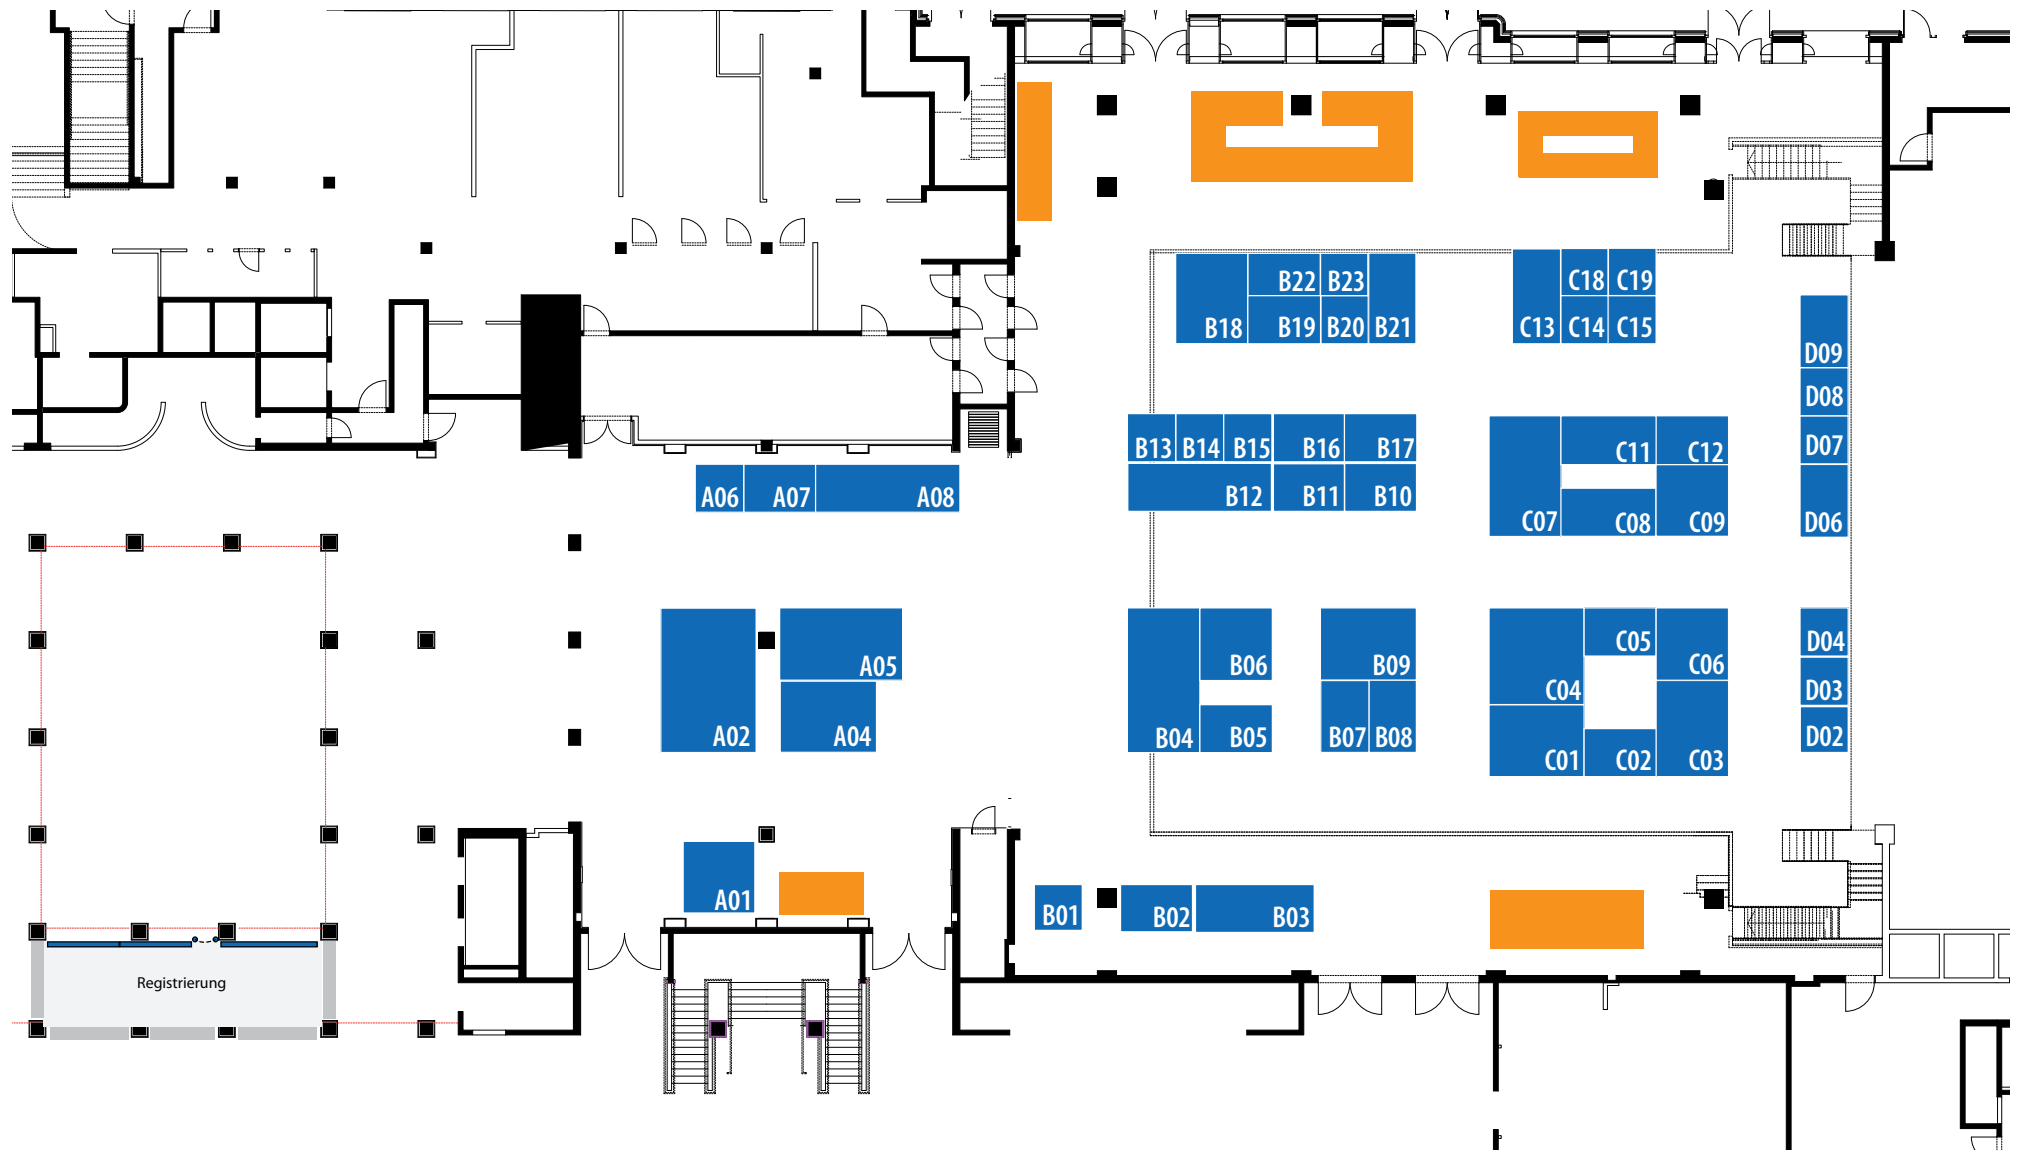 B22 B23 C18 C19
B18 B19 B20 B21 C13 C14 C15
D09
D08
B13 B14 B15 B16 B17 C11 C12 D07
A06 A07 A08 B12 B11 B10
C07 C08 C09 D06
A05 B06 B09 C05 C06 D04
C04 D03
A02 A04 B04 B05 B07 B08 D02
C01 C02 C03
A01 B01 B02 B03
Registrierung